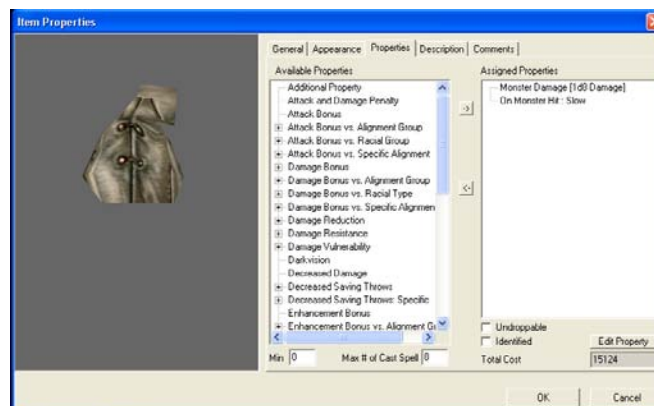 Item Properties
General Appearance Properties Description Comments
Available Properties
Additional Property
Attack and Damage Penalty
Attack Bonus
Attack Bonus vs. Alignment Group
Attack Bonus vs. Racial Group
Attack Bonus vs. Specific Alignment
Damage Bonus
Damage Bonus vs. Alignment Group
Damage Bonus vs. Racial Type
Damage Bonus vs. Specific Alignmen
Damage Reduction
Damage Resistance
Damage Vulnerability
Darkvision
Decreased Damage
Decreased Saving Throws
Decreased Saving Throws: Specific
Enhancement Bonus
Enhancement Bonus vs. Alignment Gr
Min 0 Max # of Cast Spell 0
->
<-
Assigned Properties
Monster Damage [1d8 Damage]
On Monster Hit : Slow
Undroppable
Identified
Edit Property
Total Cost 15124
OK Cancel